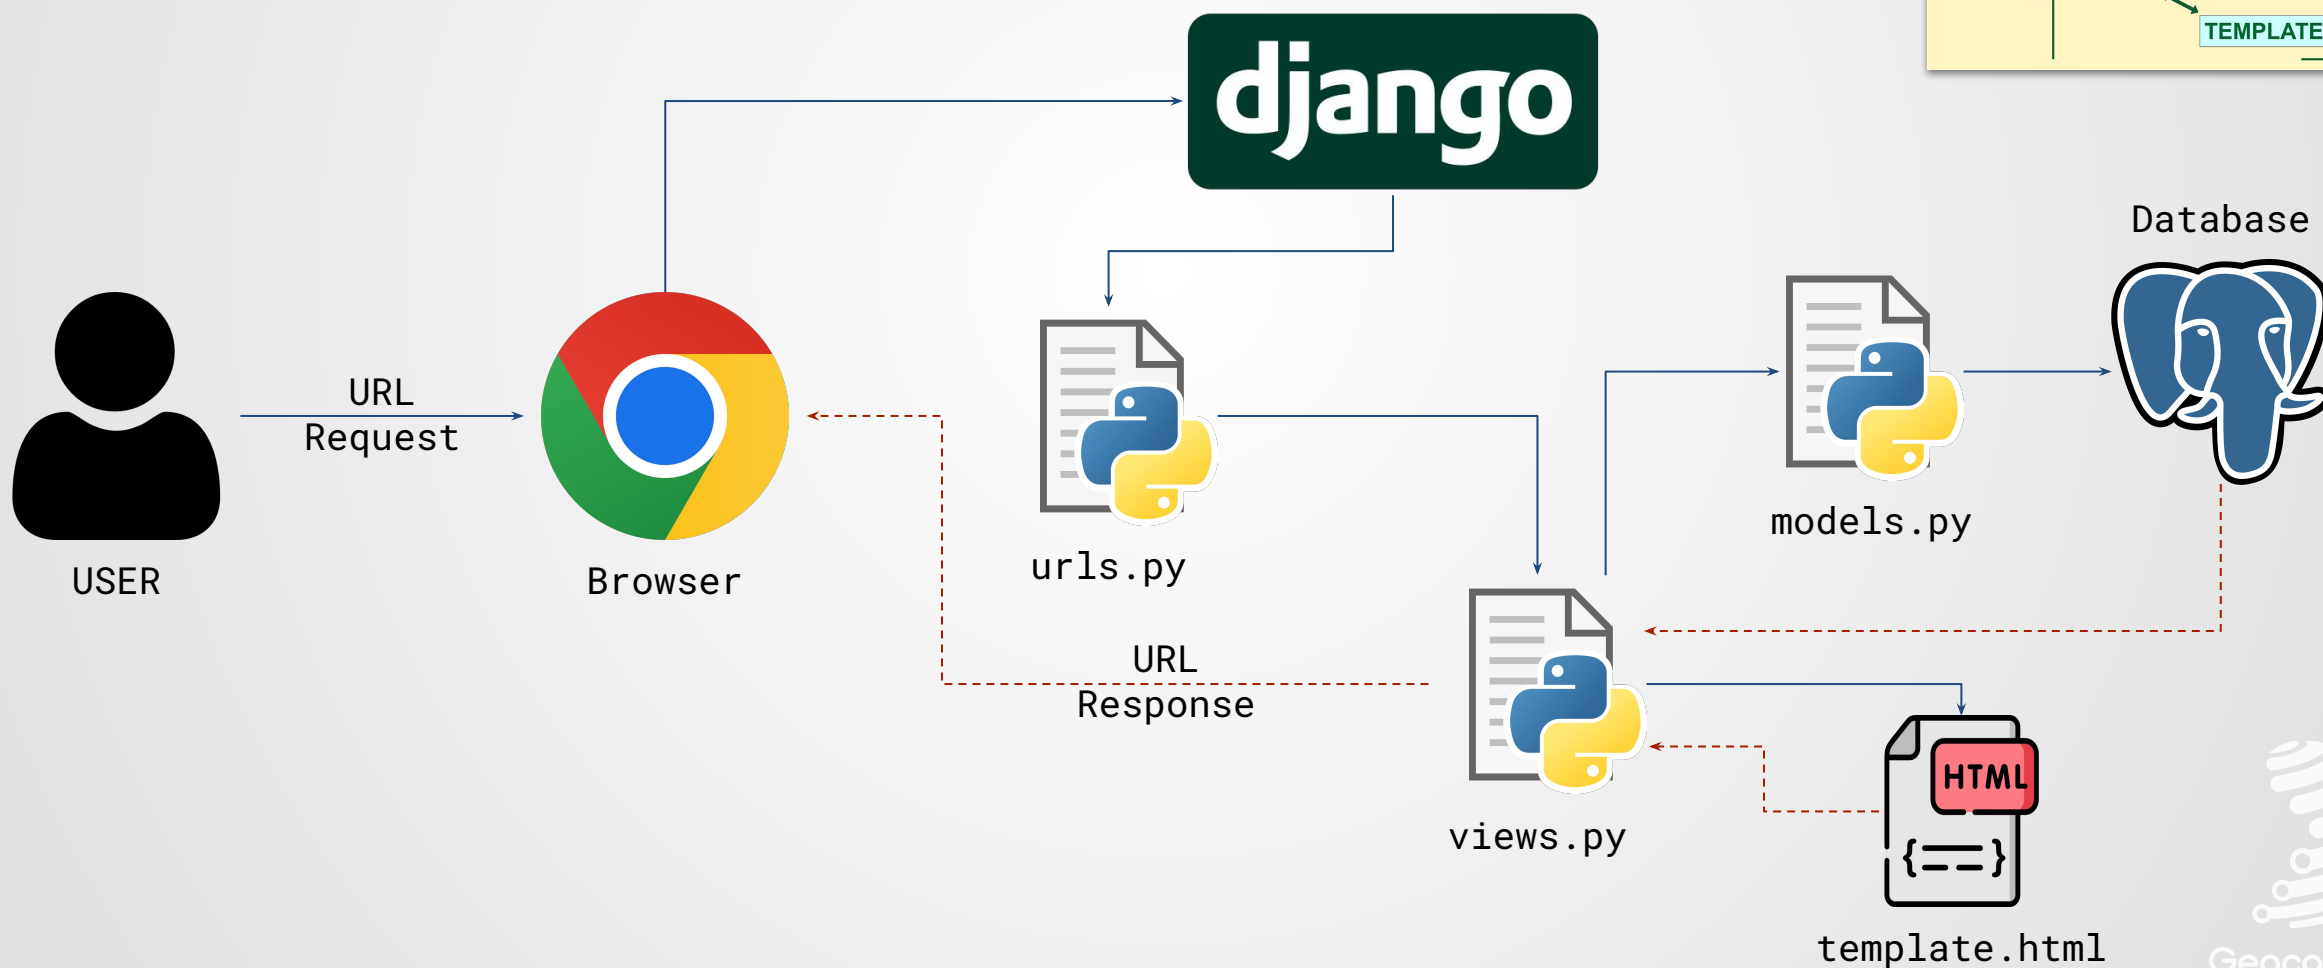 TEMPLATE
django
Database
URL
Request
USER
Browser
urls.py
models.py
URL
Response
views.py
HTML
{== ==}
template.html